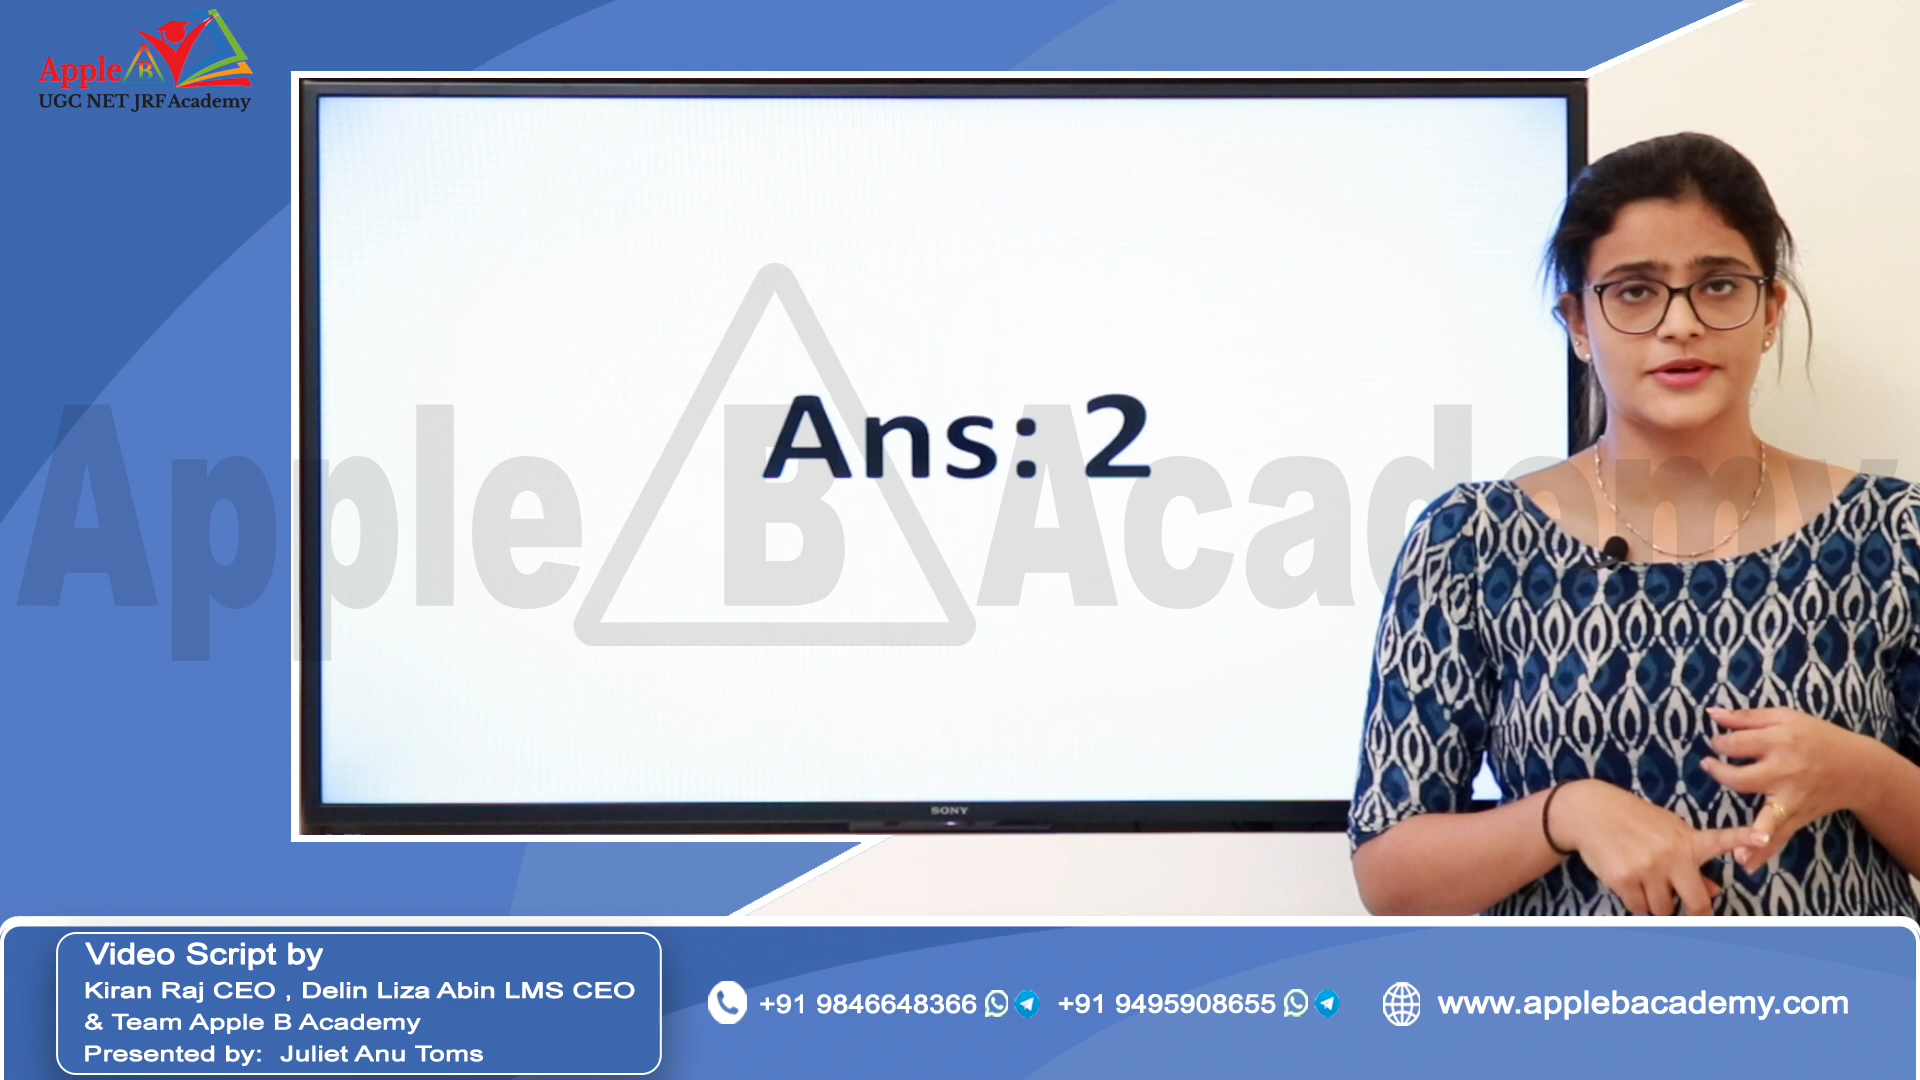 Apple B
UGC NET JRF Academy
Ans: 2
Apple B Academy
SONY
Video Script by
Kiran Raj CEO , Delin Liza Abin LMS CEO
& Team Apple B Academy
Presented by: Juliet Anu Toms
+91 9846648366 +91 9495908655 www.applebacademy.com